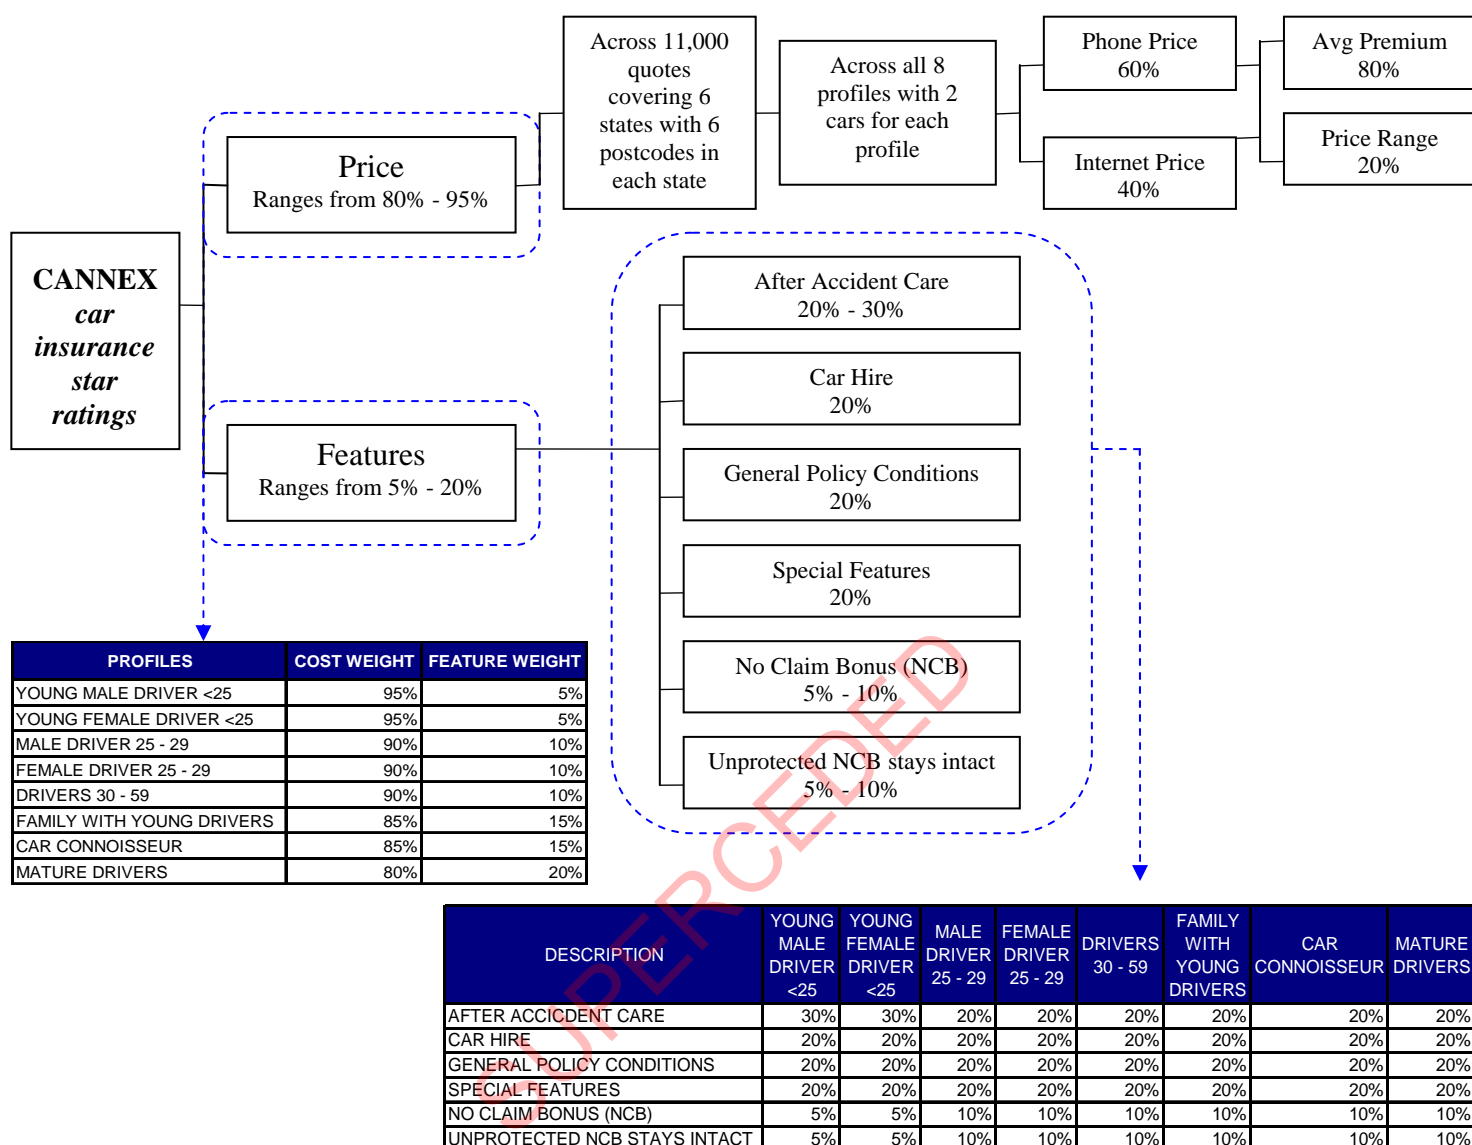 Across 11,000
quotes
covering 6
states with 6
postcodes in
each state
Across all 8
profiles with 2
cars for each
profile
Phone Price
60%
Avg Premium
80%
Internet Price
40%
Price Range
20%
Price
Ranges from 80% - 95%
CANNEX
car
insurance
star
ratings
Features
Ranges from 5% - 20%
After Accident Care
20% - 30%
Car Hire
20%
General Policy Conditions
20%
Special Features
20%
No Claim Bonus (NCB)
5% - 10%
Unprotected NCB stays intact
5% - 10%
PROFILES COST WEIGHT FEATURE WEIGHT
YOUNG MALE DRIVER <25 95% 5%
YOUNG FEMALE DRIVER <25 95% 5%
MALE DRIVER 25 - 29 90% 10%
FEMALE DRIVER 25 - 29 90% 10%
DRIVERS 30 - 59 90% 10%
FAMILY WITH YOUNG DRIVERS 85% 15%
CAR CONNOISSEUR 85% 15%
MATURE DRIVERS 80% 20%
DESCRIPTION
YOUNG
MALE
DRIVER
<25
YOUNG
FEMALE
DRIVER
<25
MALE
DRIVER
25 - 29
FEMALE
DRIVER
25 - 29
DRIVERS
30 - 59
FAMILY
WITH
YOUNG
DRIVERS
CAR
CONNOISSEUR
MATURE
DRIVERS
AFTER ACCICDENT CARE 30% 30% 20% 20% 20% 20% 20% 20%
CAR HIRE 20% 20% 20% 20% 20% 20% 20% 20%
GENERAL POLICY CONDITIONS 20% 20% 20% 20% 20% 20% 20% 20%
SPECIAL FEATURES 20% 20% 20% 20% 20% 20% 20% 20%
NO CLAIM BONUS (NCB) 5% 5% 10% 10% 10% 10% 10% 10%
UNPROTECTED NCB STAYS INTACT 5% 5% 10% 10% 10% 10% 10% 10%
SUPERCEDED